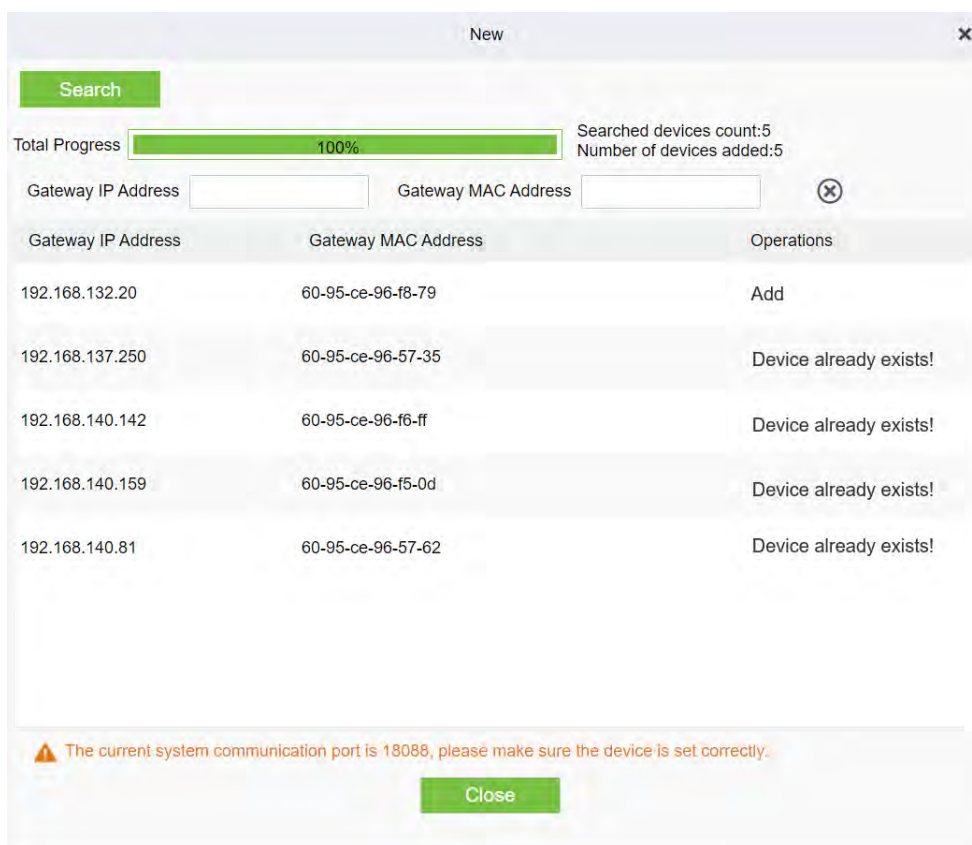 New
Search
Total Progress 100% Searched devices count:5
Number of devices added:5
Gateway IP Address Gateway MAC Address
Gateway IP Address Gateway MAC Address Operations
192.168.132.20 60-95-ce-96-f8-79 Add
192.168.137.250 60-95-ce-96-57-35 Device already exists!
192.168.140.142 60-95-ce-96-f6-ff Device already exists!
192.168.140.159 60-95-ce-96-f5-0d Device already exists!
192.168.140.81 60-95-ce-96-57-62 Device already exists!
The current system communication port is 18088, please make sure the device is set correctly.
Close